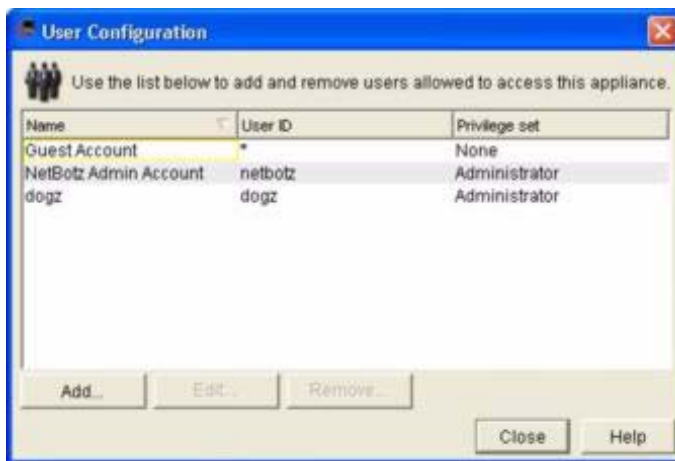 User Configuration
Use the list below to add and remove users allowed to access this appliance.
Name User ID Privilege set
Guest Account * None
NetBotz Admin Account netbotz Administrator
dogz dogz Administrator
Add... Edit... Remove...
Close Help